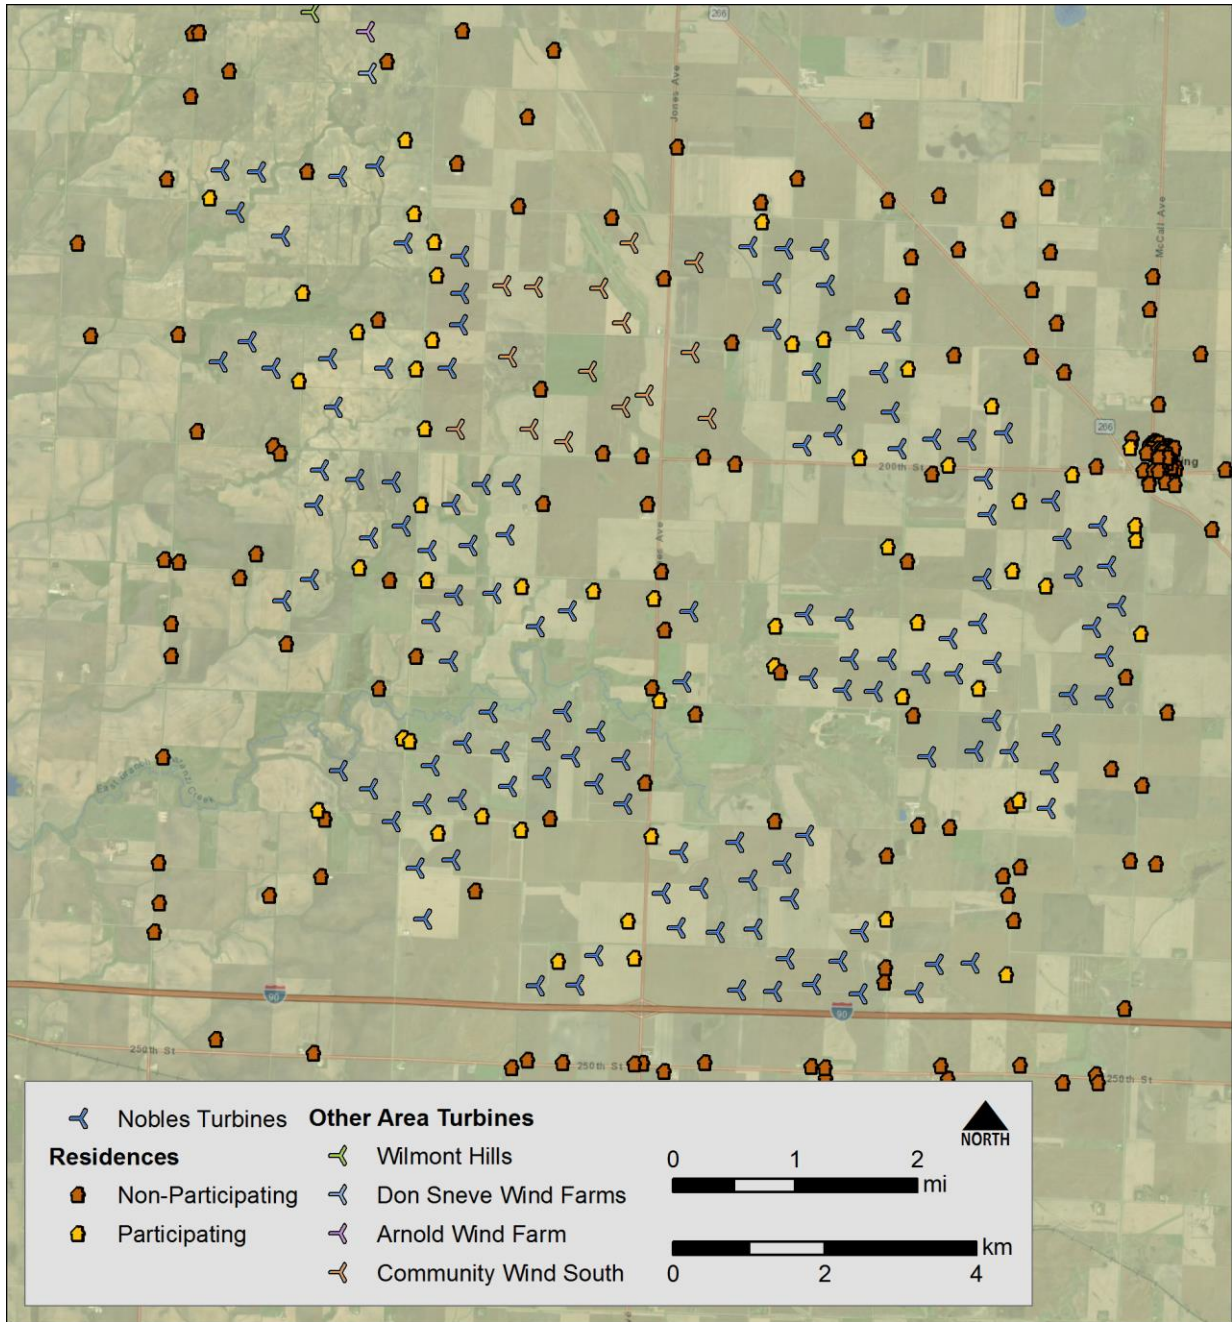 266
Jones Ave
McCall Ave
266
200th St
90
90
250th St
250th St
250th St
Nobles Turbines
Residences
Non-Participating
Participating
Other Area Turbines
Wilmont Hills
Don Sneve Wind Farms
Arnold Wind Farm
Community Wind South
NORTH
0 1 2
mi
km
0 2 4